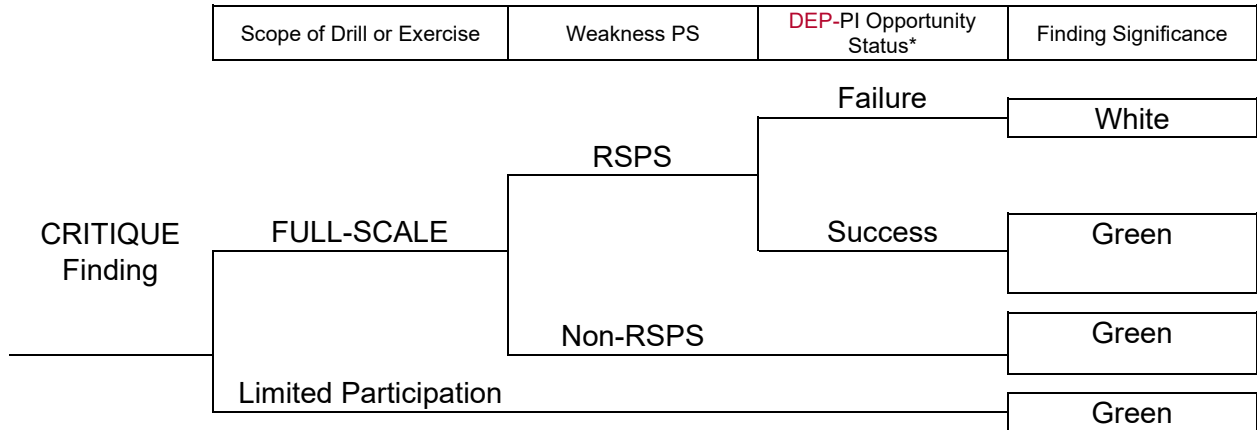 Scope of Drill or Exercise
Weakness PS
DEP-PI Opportunity
Status*
Finding Significance
Failure
White
RSPS
CRITIQUE
Finding
FULL-SCALE
Success
Green
Non-RSPS
Green
Limited Participation
Green